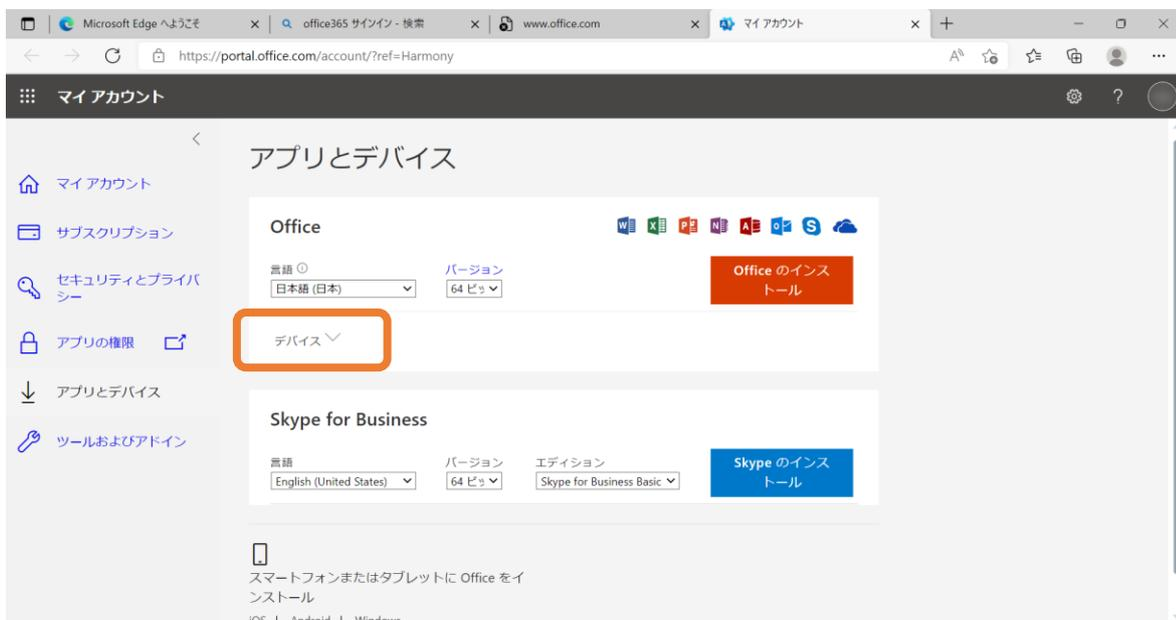 Microsoft Edge へようこそ
office365 サインイン - 検索
www.office.com
マイ アカウント
https://portal.office.com/account/?ref=Harmony
マイ アカウント
?
マイ アカウント
サブスクリプション
セキュリティとプライバ
シー
アプリの権限
アプリとデバイス
ツールおよびアドイン
アプリとデバイス
Office
言語
バージョン
日本語 (日本)
64 ビッ
Office のインス
トール
デバイス
Skype for Business
言語
バージョン
エディション
English (United States)
64 ビッ
Skype for Business Basic
Skype のインス
トール
スマートフォンまたはタブレットに Office をイ
ンストール
iOS | Android | Windows